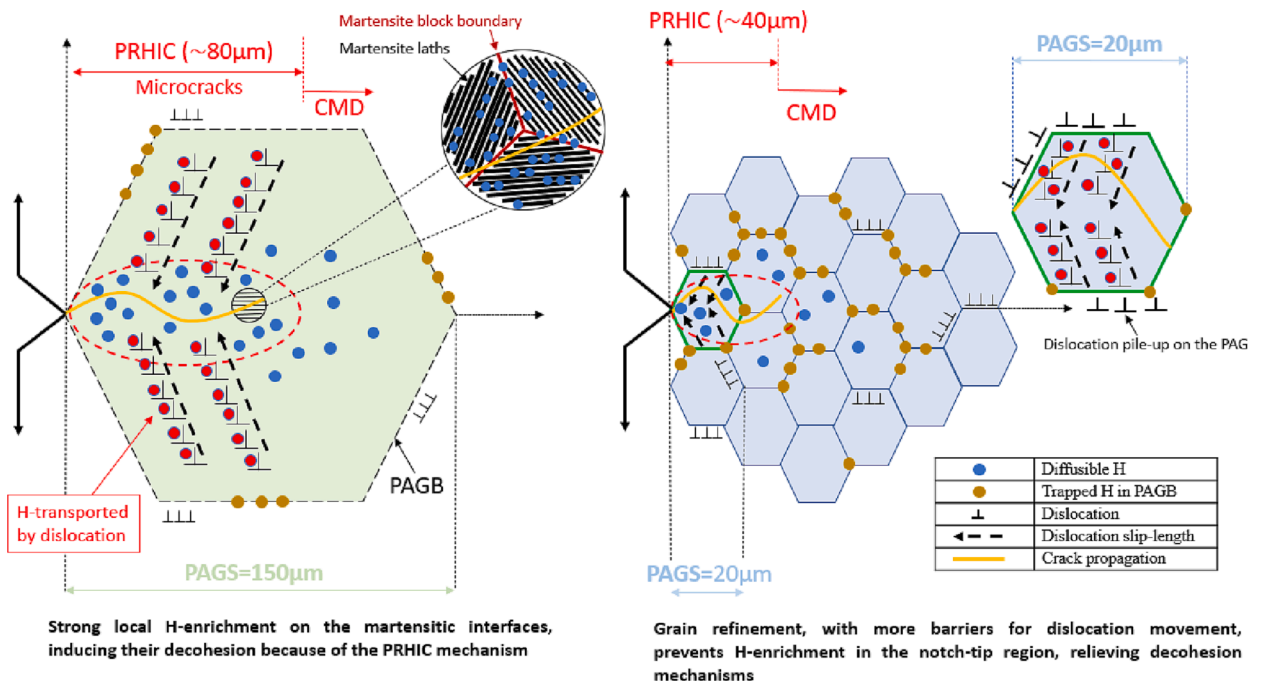 PRHIC (~80µm)
Microcracks
CMD
Martensite block boundary
Martensite laths
H-transported
by dislocation
PAGB
PAGS=150µm
Strong local H-enrichment on the martensitic interfaces,
inducing their decohesion because of the PRHIC mechanism
PRHIC (~40µm)
CMD
PAGS=20µm
Dislocation pile-up on the PAG
Diffusible H
Trapped H in PAGB
Dislocation
Dislocation slip-length
Crack propagation
PAGS=20µm
Grain refinement, with more barriers for dislocation movement,
prevents H-enrichment in the notch-tip region, relieving decohesion
mechanisms